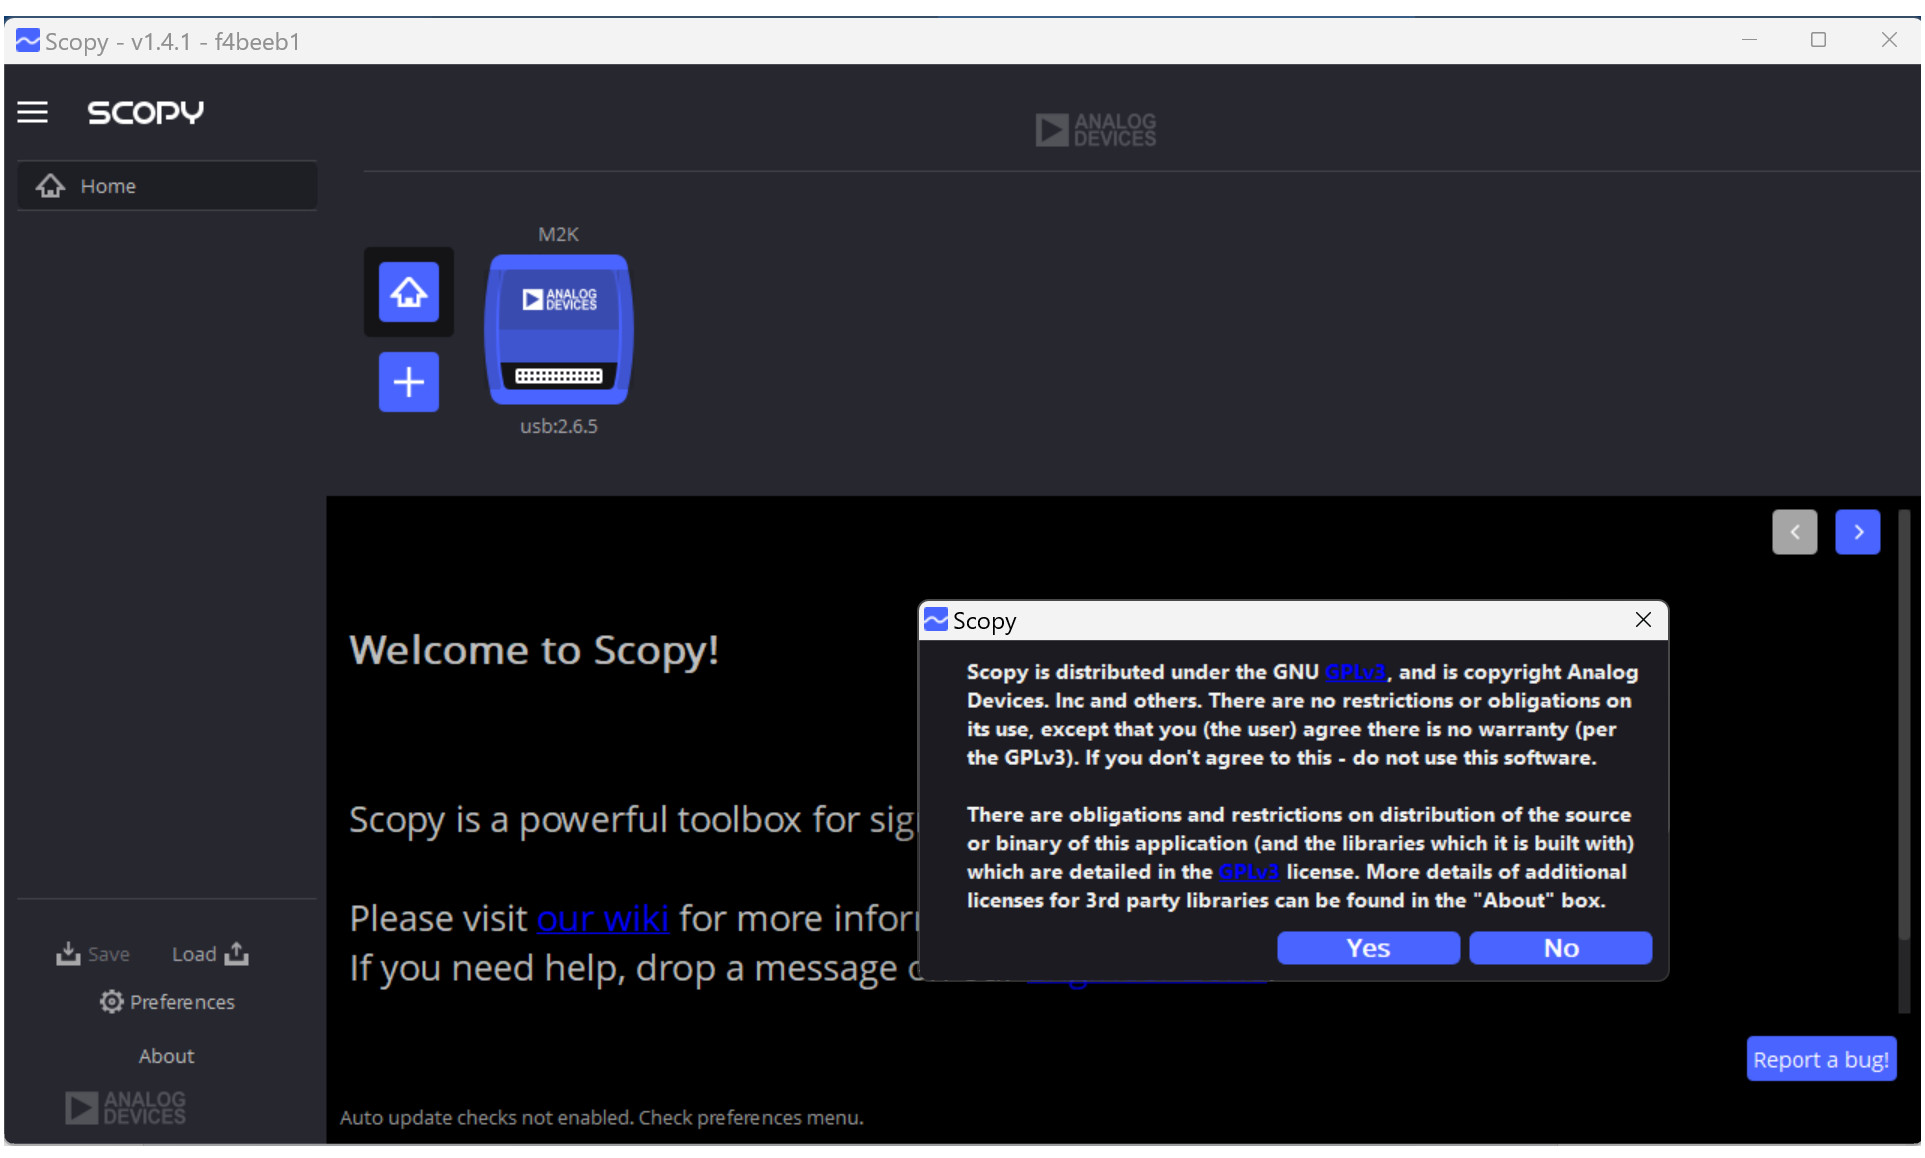 Scopy - v1.4.1 - f4beeb1
SCOPY
ANALOG
DEVICES
Home
M2K
ANALOG
DEVICES
usb:2.6.5
Welcome to Scopy!
Scopy is a powerful toolbox for sig
Please visit our wiki for more infor
If you need help, drop a message
Scopy
Scopy is distributed under the GNU GPLv3, and is copyright Analog
Devices. Inc and others. There are no restrictions or obligations on
its use, except that you (the user) agree there is no warranty (per
the GPLv3). If you don't agree to this - do not use this software.
There are obligations and restrictions on distribution of the source
or binary of this application (and the libraries which it is built with)
which are detailed in the GPLv3 license. More details of additional
licenses for 3rd party libraries can be found in the "About" box.
Yes
No
Save
Load
Preferences
About
ANALOG
DEVICES
Report a bug!
Auto update checks not enabled. Check preferences menu.